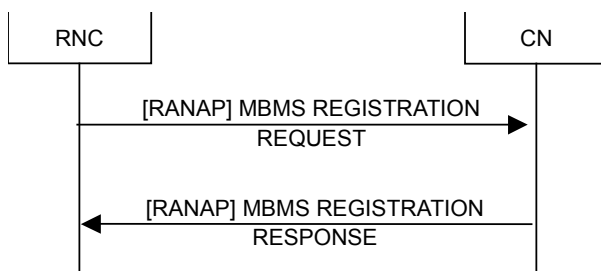 RNC
CN
[RANAP] MBMS REGISTRATION
REQUEST
[RANAP] MBMS REGISTRATION
RESPONSE